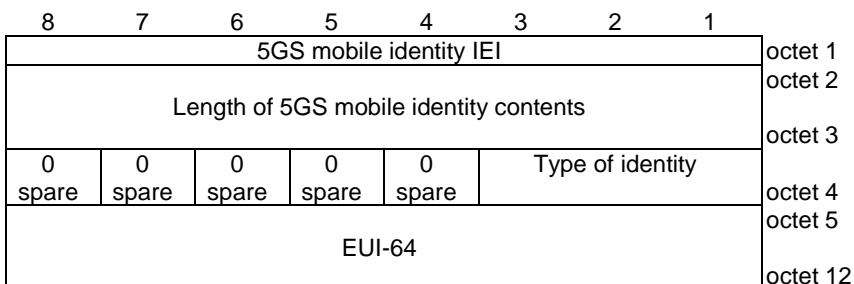 8 7 6 5 4 3 2 1
5GS mobile identity IEI octet 1
octet 2
Length of 5GS mobile identity contents
octet 3
0 0 0 0 0 Type of identity
spare spare spare spare spare octet 4
octet 5
EUI-64
octet 12